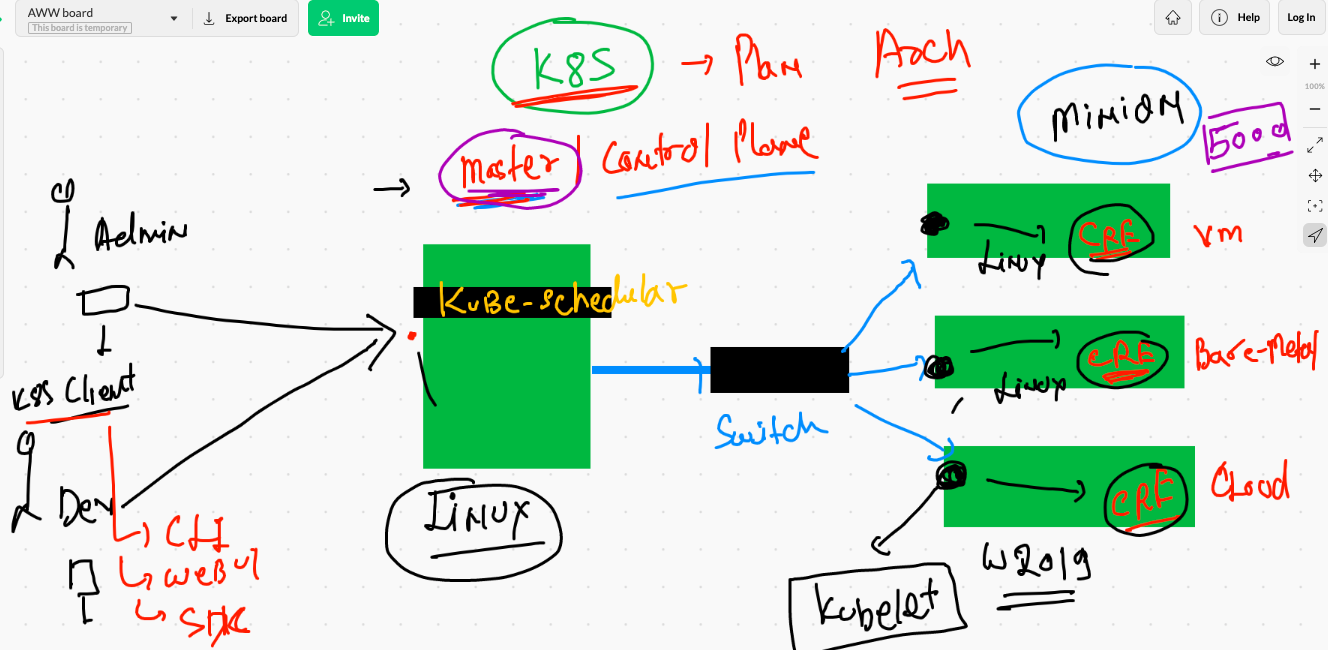 AWW board
This board is temporary
Export board
Invite
Help
Log In
100%
K8S → Plan
Arch
MiNiON
5000
→ Master | Control Plane
Admin
K8S Client
Dev
→ CLI
→ WEBUI
KuBe-schedular
Linux
Switch
Linux
CRE
VM
Linux
CRE
Bare-Metal
CRE
Cloud
W2019
Kubelet